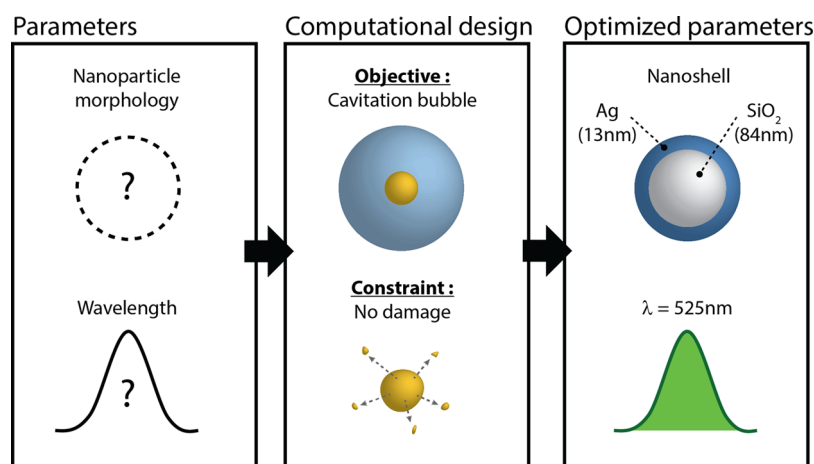 Parameters
Nanoparticle
morphology
?
Wavelength
?
Computational design
Objective :
Cavitation bubble
Constraint :
No damage
Optimized parameters
Nanoshell
Ag
(13nm)
SiO₂
(84nm)
λ = 525nm